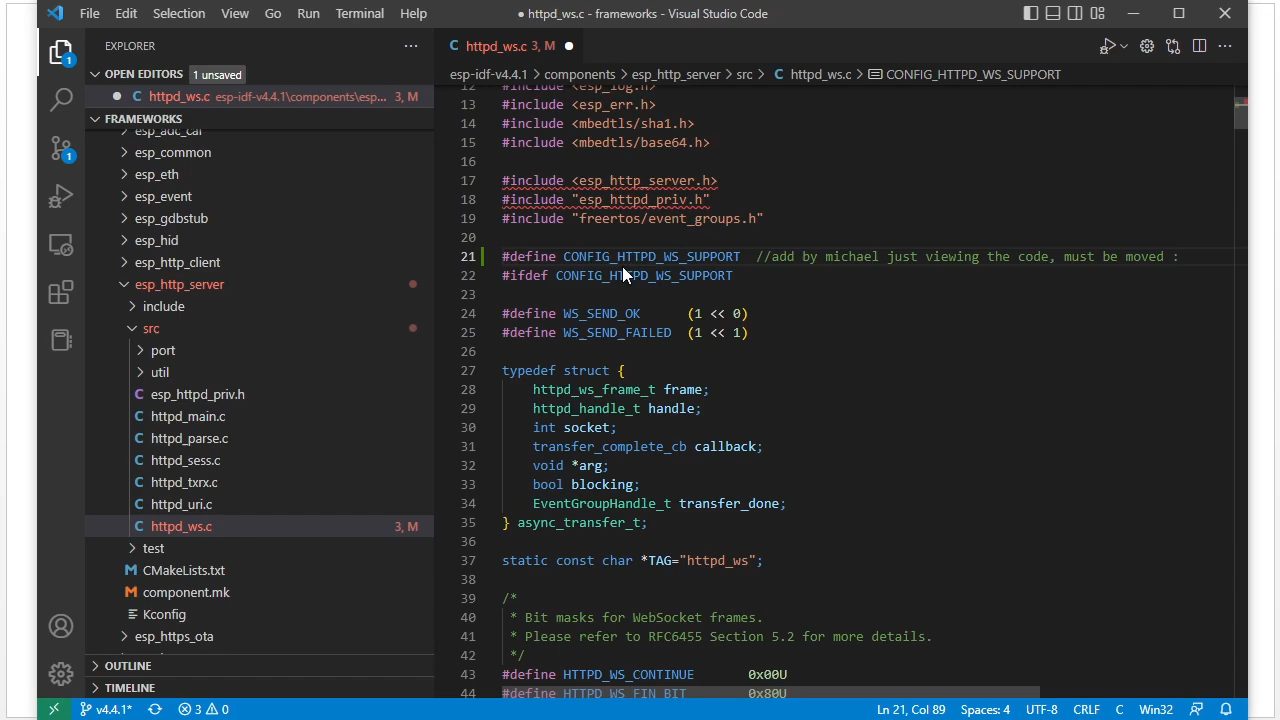 File Edit Selection View Go Run Terminal Help ● httpd_ws.c - frameworks - Visual Studio Code
EXPLORER
OPEN EDITORS 1 unsaved
● C httpd_ws.c esp-idf-v4.4.1\components\esp... 3, M
FRAMEWORKS
esp_adc_cal
esp_common
esp_eth
esp_event
esp_gdbstub
esp_hid
esp_http_client
esp_http_server
include
src
port
util
C esp_httpd_priv.h
C httpd_main.c
C httpd_parse.c
C httpd_sess.c
C httpd_txrx.c
C httpd_uri.c
C httpd_ws.c 3, M
test
M CMakeLists.txt
M component.mk
Kconfig
esp_https_ota
OUTLINE
TIMELINE
1
1
C httpd_ws.c 3, M ●
esp-idf-v4.4.1 > components > esp_http_server > src > C httpd_ws.c > CONFIG_HTTPD_WS_SUPPORT
12 #include <esp_log.h>
13 #include <esp_err.h>
14 #include <mbedtls/sha1.h>
15 #include <mbedtls/base64.h>
16
17 #include <esp_http_server.h>
18 #include "esp_httpd_priv.h"
19 #include "freertos/event_groups.h"
20
21 #define CONFIG_HTTPD_WS_SUPPORT //add by michael just viewing the code, must be moved :
22 #ifdef CONFIG_HTTPD_WS_SUPPORT
23
24 #define WS_SEND_OK (1 << 0)
25 #define WS_SEND_FAILED (1 << 1)
26
27 typedef struct {
28 httpd_ws_frame_t frame;
29 httpd_handle_t handle;
30 int socket;
31 transfer_complete_cb callback;
32 void *arg;
33 bool blocking;
34 EventGroupHandle_t transfer_done;
35 } async_transfer_t;
36
37 static const char *TAG="httpd_ws";
38
39 /*
40 * Bit masks for WebSocket frames.
41 * Please refer to RFC6455 Section 5.2 for more details.
42 */
43 #define HTTPD_WS_CONTINUE 0x00U
44 #define HTTPD_WS_FIN_BIT 0x80U
v4.4.1* 3 0 Ln 21, Col 89 Spaces: 4 UTF-8 CRLF C Win32